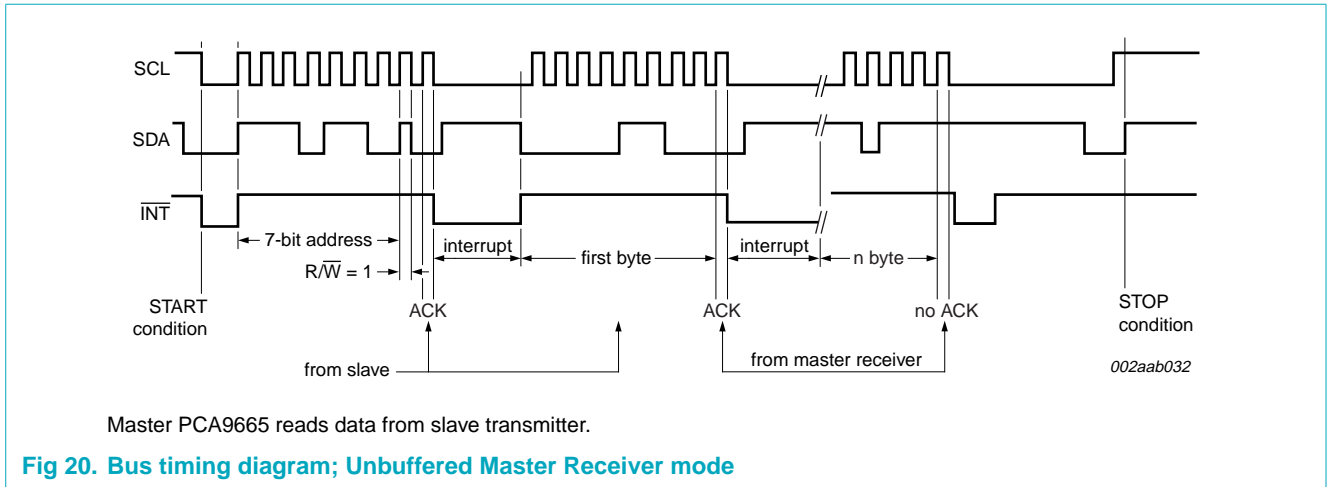 SCL
SDA
INT
7-bit address
R/W = 1
interrupt
first byte
interrupt
n byte
START
condition
ACK
ACK
no ACK
STOP
condition
from slave
from master receiver
002aab032
Master PCA9665 reads data from slave transmitter.
Fig 20. Bus timing diagram; Unbuffered Master Receiver mode